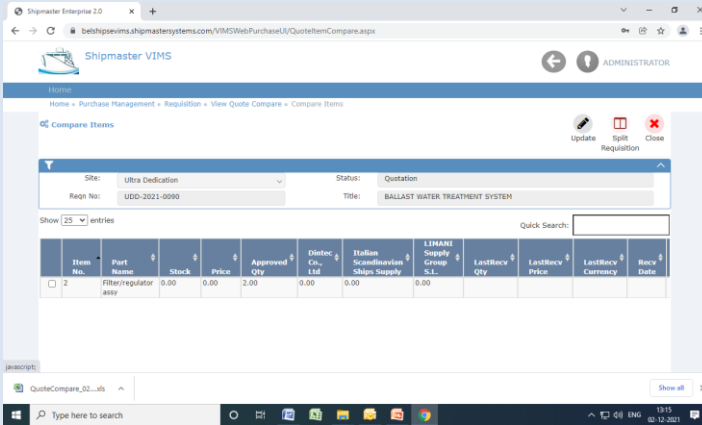 Shipmaster Enterprise 2.0
belshipsevims.shipmastersystems.com/VIMSWebPurchaseUI/QuoteItemCompare.aspx
Shipmaster VIMS
ADMINISTRATOR
Home
Home » Purchase Management » Requisition » View Quote Compare » Compare Items
Compare Items
Update Split Requisition Close
Site: Ultra Dedication Status: Quotation
Reqn No: UDD-2021-0090 Title: BALLAST WATER TREATMENT SYSTEM
Show 25 entries Quick Search:
Item No. Part Name Stock Price Approved Qty Dintec Co., Ltd Italian Scandinavian Ships Supply LIMANI Supply Group S.L. LastRecv Qty LastRecv Price LastRecv Currency Recv Date
2 Filter/regulator assy 0.00 0.00 2.00 0.00 0.00 0.00
javascript:
QuoteCompare_02....xls Show all
Type here to search ENG 13:15
02-12-2021